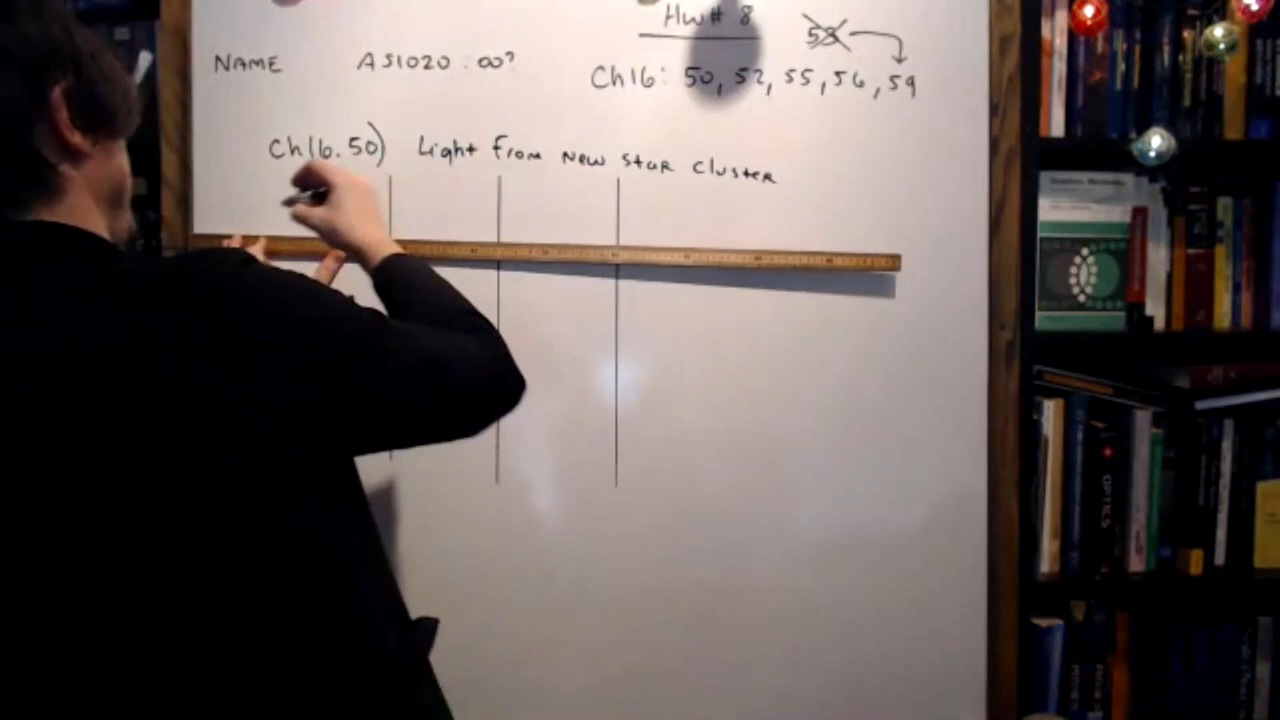 HW# 8
53
NAME AS1020 : 00?
Ch16: 50, 52, 55, 56, 59
Ch16.50) Light from New Star Cluster
OPTICS